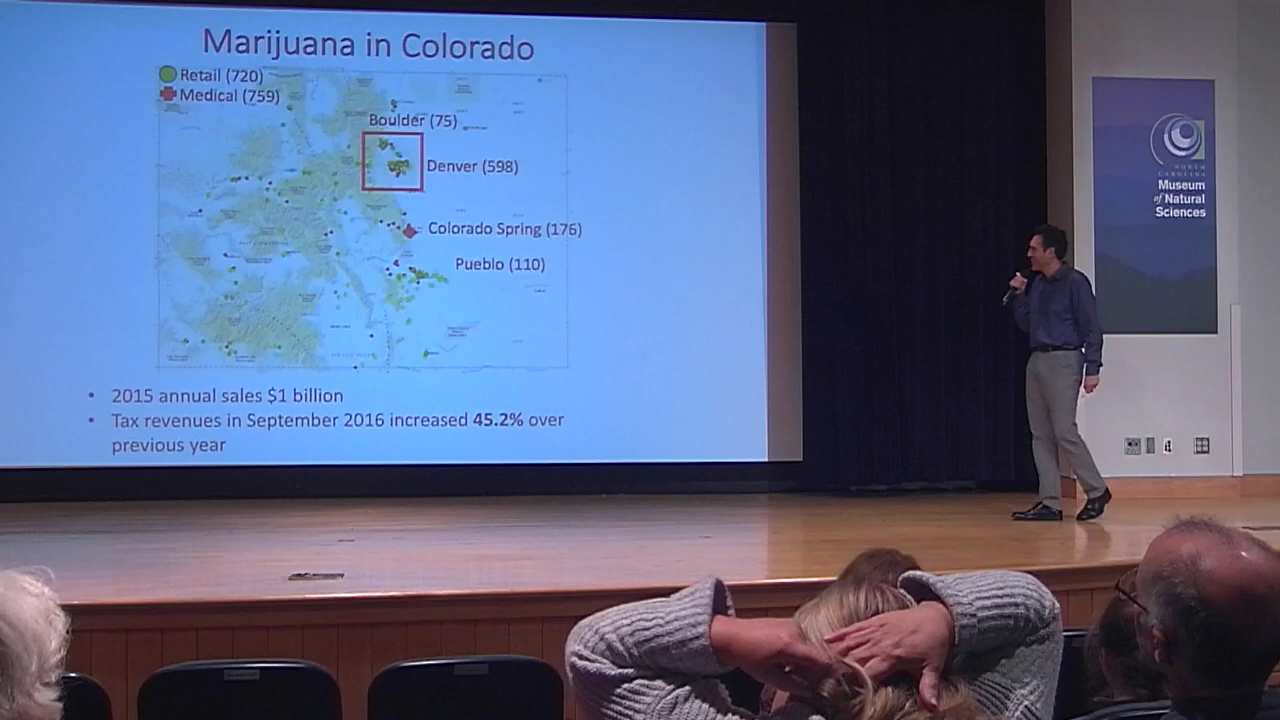 Marijuana in Colorado
Retail (720)
Medical (759)
Boulder (75)
Denver (598)
Colorado Spring (176)
Pueblo (110)
• 2015 annual sales $1 billion
• Tax revenues in September 2016 increased 45.2% over
previous year
NORTH
CAROLINA
Museum
of Natural
Sciences